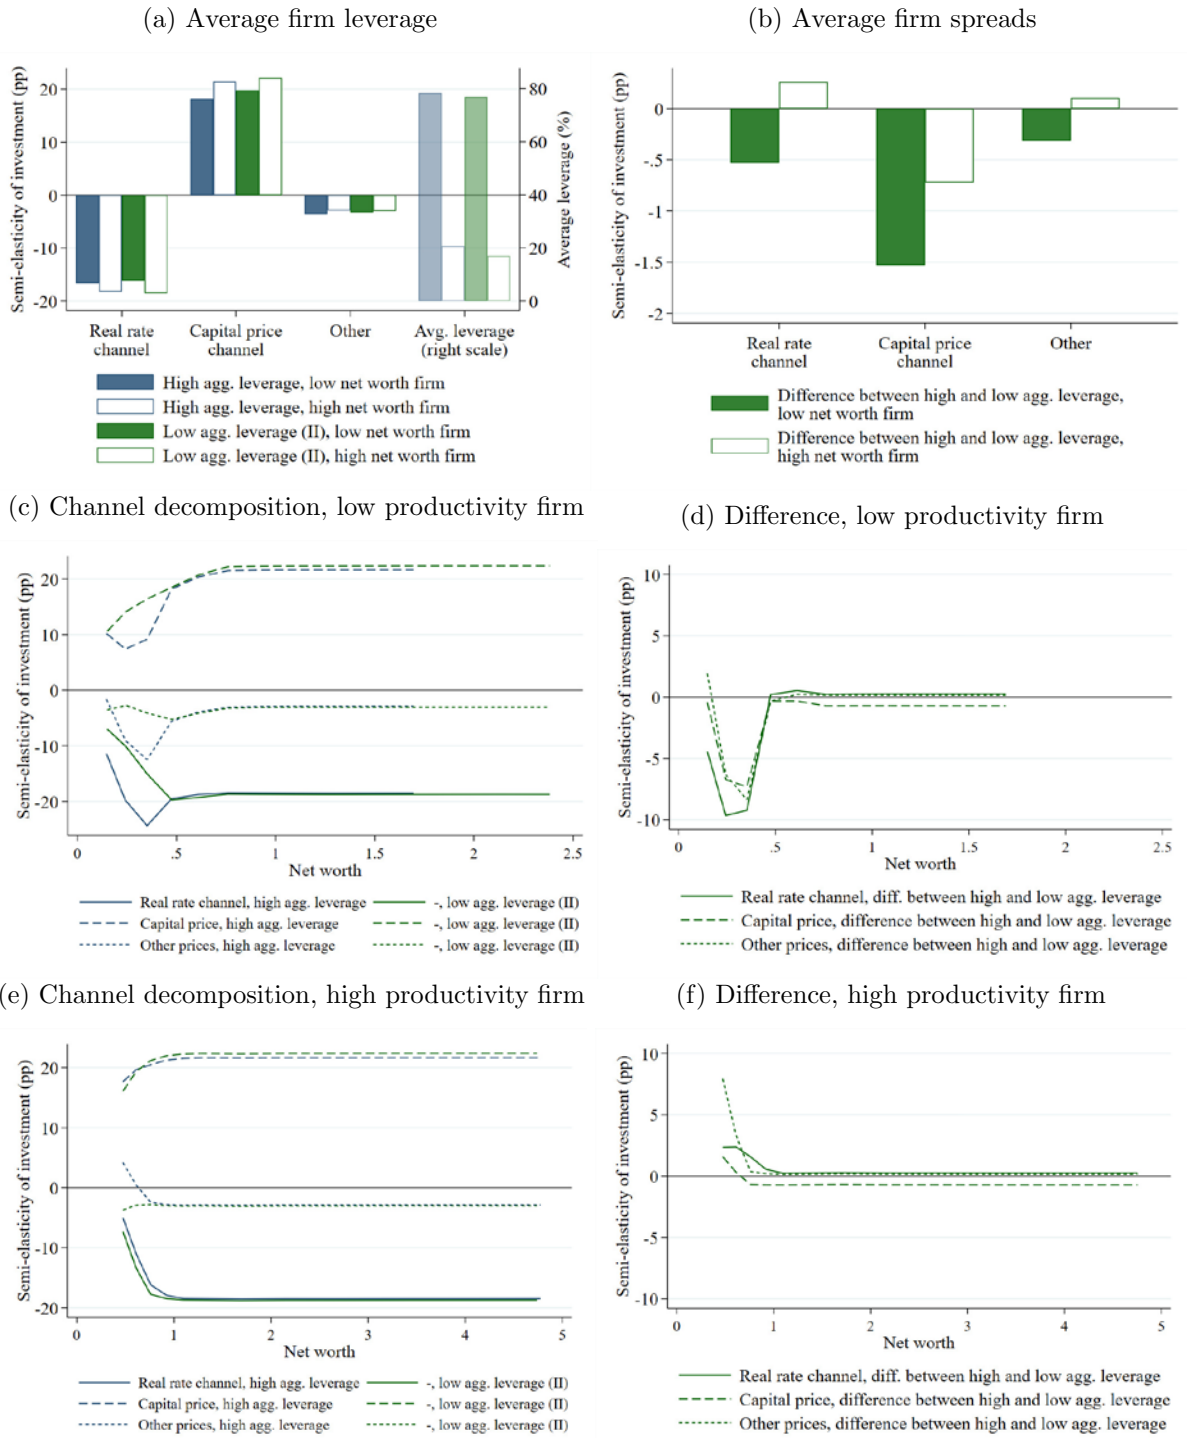 (a) Average firm leverage
Semi-elasticity of investment (pp)
20
10
0
-10
-20
80
60
40
20
0
Average leverage (%)
Real rate
channel
Capital price
channel
Other
Avg. leverage
(right scale)
High agg. leverage, low net worth firm
High agg. leverage, high net worth firm
Low agg. leverage (II), low net worth firm
Low agg. leverage (II), high net worth firm
(b) Average firm spreads
Semi-elasticity of investment (pp)
0
-.5
-1
-1.5
-2
Real rate
channel
Capital price
channel
Other
Difference between high and low agg. leverage,
low net worth firm
Difference between high and low agg. leverage,
high net worth firm
(c) Channel decomposition, low productivity firm
Semi-elasticity of investment (pp)
20
10
0
-10
-20
0 .5 1 1.5 2 2.5
Net worth
Real rate channel, high agg. leverage -, low agg. leverage (II)
Capital price, high agg. leverage -, low agg. leverage (II)
Other prices, high agg. leverage -, low agg. leverage (II)
(d) Difference, low productivity firm
Semi-elasticity of investment (pp)
10
5
0
-5
-10
0 .5 1 1.5 2 2.5
Net worth
Real rate channel, diff. between high and low agg. leverage
Capital price, difference between high and low agg. leverage
Other prices, difference between high and low agg. leverage
(e) Channel decomposition, high productivity firm
Semi-elasticity of investment (pp)
20
10
0
-10
-20
0 1 2 3 4 5
Net worth
Real rate channel, high agg. leverage -, low agg. leverage (II)
Capital price, high agg. leverage -, low agg. leverage (II)
Other prices, high agg. leverage -, low agg. leverage (II)
(f) Difference, high productivity firm
Semi-elasticity of investment (pp)
10
5
0
-5
-10
0 1 2 3 4 5
Net worth
Real rate channel, diff. between high and low agg. leverage
Capital price, difference between high and low agg. leverage
Other prices, difference between high and low agg. leverage